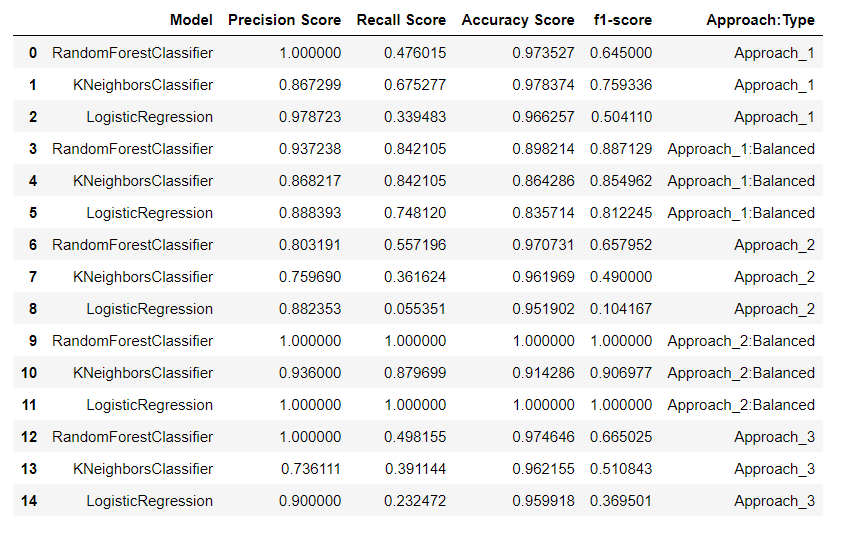 Model Precision Score Recall Score Accuracy Score f1-score Approach:Type
0 RandomForestClassifier 1.000000 0.476015 0.973527 0.645000 Approach_1
1 KNeighborsClassifier 0.867299 0.675277 0.978374 0.759336 Approach_1
2 LogisticRegression 0.978723 0.339483 0.966257 0.504110 Approach_1
3 RandomForestClassifier 0.937238 0.842105 0.898214 0.887129 Approach_1:Balanced
4 KNeighborsClassifier 0.868217 0.842105 0.864286 0.854962 Approach_1:Balanced
5 LogisticRegression 0.888393 0.748120 0.835714 0.812245 Approach_1:Balanced
6 RandomForestClassifier 0.803191 0.557196 0.970731 0.657952 Approach_2
7 KNeighborsClassifier 0.759690 0.361624 0.961969 0.490000 Approach_2
8 LogisticRegression 0.882353 0.055351 0.951902 0.104167 Approach_2
9 RandomForestClassifier 1.000000 1.000000 1.000000 1.000000 Approach_2:Balanced
10 KNeighborsClassifier 0.936000 0.879699 0.914286 0.906977 Approach_2:Balanced
11 LogisticRegression 1.000000 1.000000 1.000000 1.000000 Approach_2:Balanced
12 RandomForestClassifier 1.000000 0.498155 0.974646 0.665025 Approach_3
13 KNeighborsClassifier 0.736111 0.391144 0.962155 0.510843 Approach_3
14 LogisticRegression 0.900000 0.232472 0.959918 0.369501 Approach_3